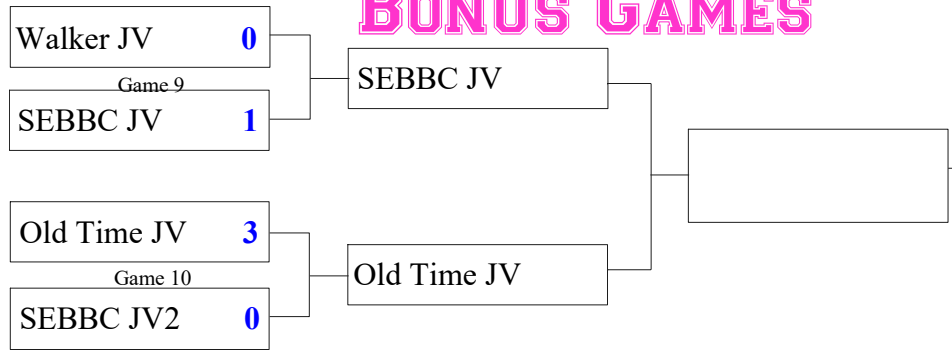 BONUS GAMES
Walker JV 0
Game 9
SEBBC JV 1
SEBBC JV
Old Time JV 3
Game 10
SEBBC JV2 0
Old Time JV